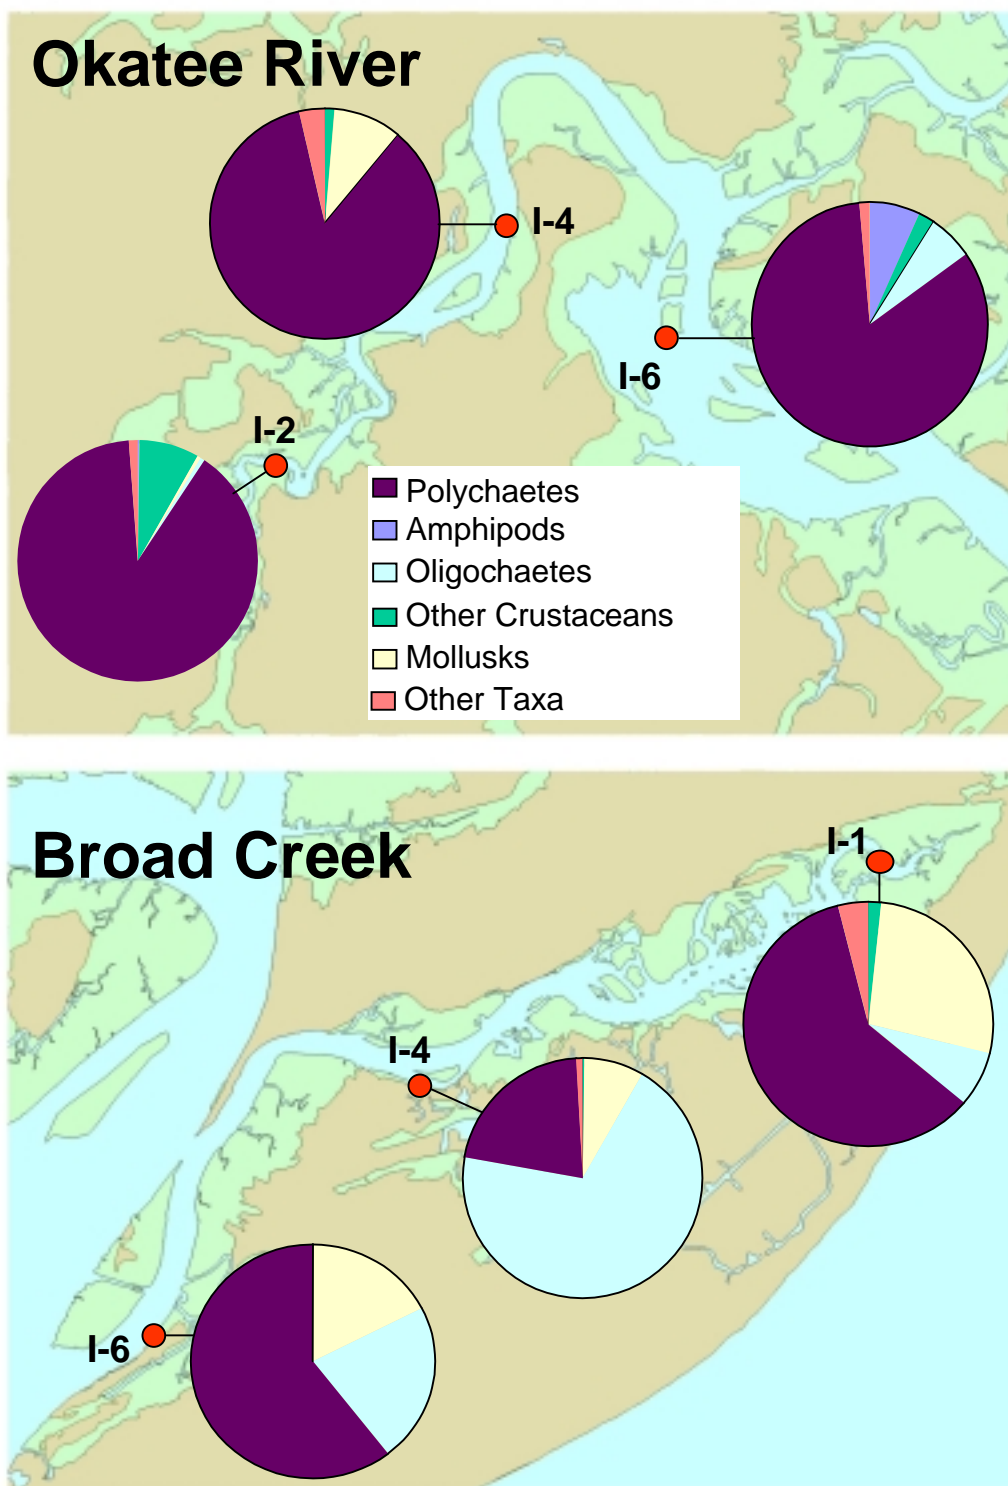 Okatee River
I-4
I-6
I-2
Polychaetes
Amphipods
Oligochaetes
Other Crustaceans
Mollusks
Other Taxa
Broad Creek
I-1
I-4
I-6